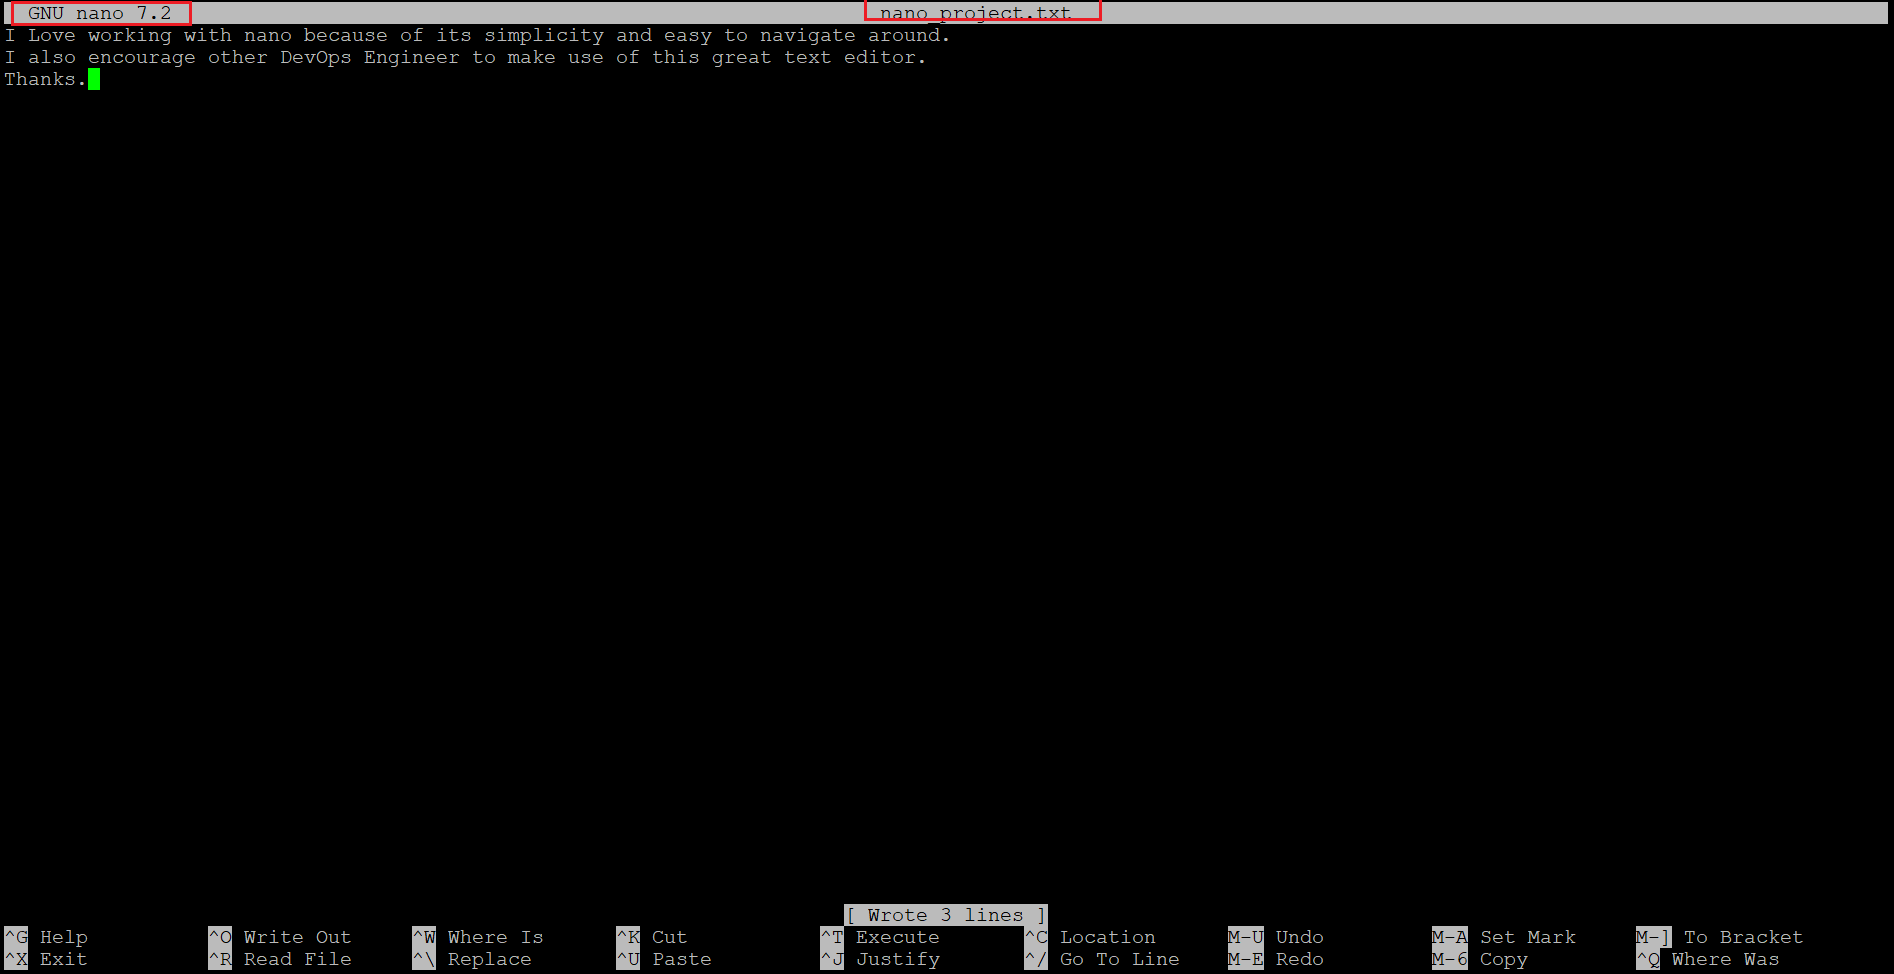 GNU nano 7.2 nano_project.txt
I Love working with nano because of its simplicity and easy to navigate around.
I also encourage other DevOps Engineer to make use of this great text editor.
Thanks.
[ Wrote 3 lines ]
^G Help ^O Write Out ^W Where Is ^K Cut ^T Execute ^C Location M-U Undo M-A Set Mark M-] To Bracket
^X Exit ^R Read File ^\ Replace ^U Paste ^J Justify ^/ Go To Line M-E Redo M-6 Copy ^Q Where Was